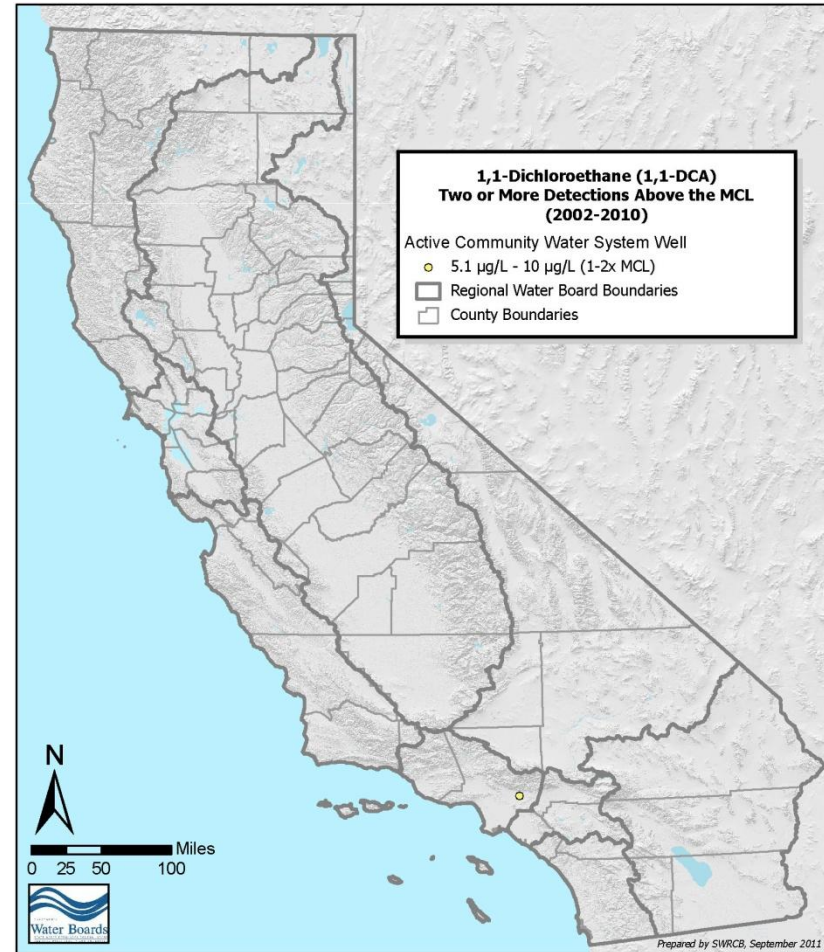 1,1-Dichloroethane (1,1-DCA)
Two or More Detections Above the MCL
(2002-2010)
Active Community Water System Well
5.1 µg/L - 10 µg/L (1-2x MCL)
Regional Water Board Boundaries
County Boundaries
N
Miles
0 25 50 100
Water Boards
Prepared by SWRCB, September 2011